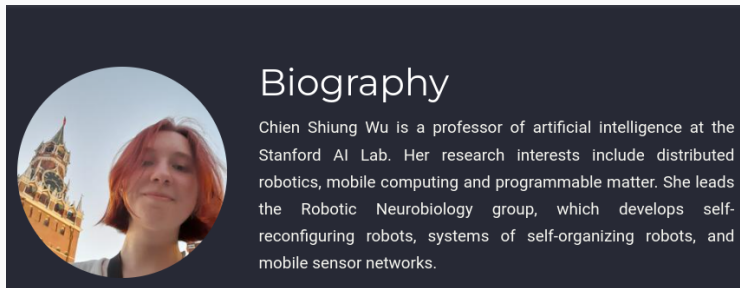 Biography
Chien Shiung Wu is a professor of artificial intelligence at the
Stanford AI Lab. Her research interests include distributed
robotics, mobile computing and programmable matter. She leads
the Robotic Neurobiology group, which develops self-
reconfiguring robots, systems of self-organizing robots, and
mobile sensor networks.